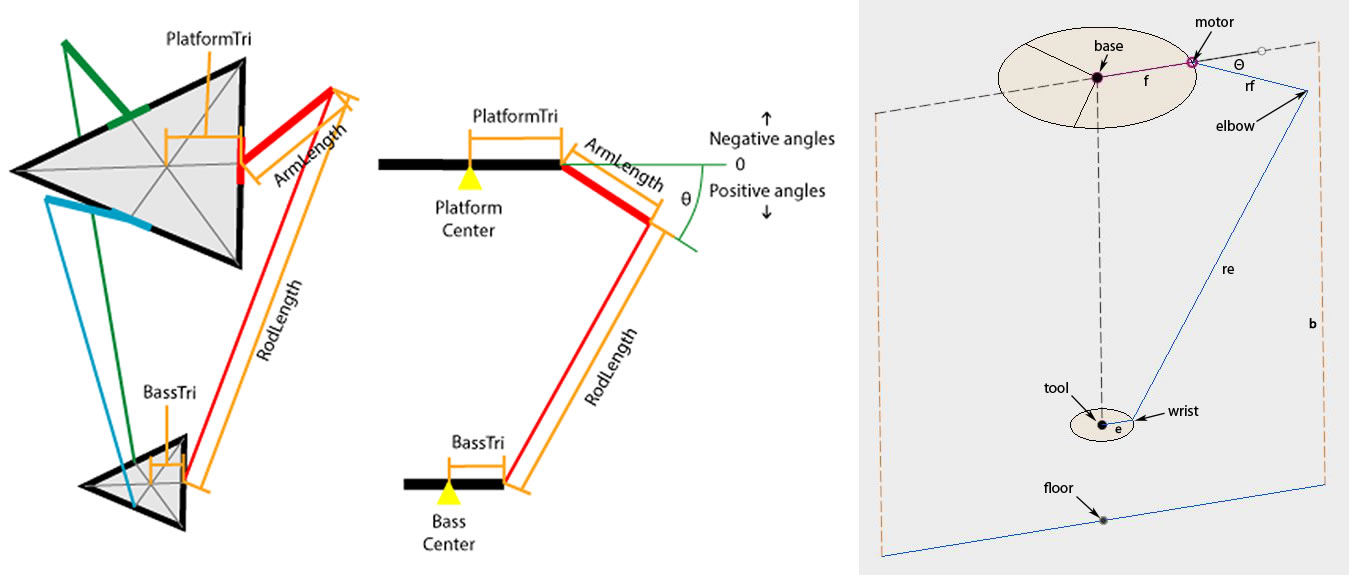 PlatformTri
ArmLength
RodLength
BassTri
PlatformTri
ArmLength
Platform
Center
Negative angles
0
Positive angles
θ
RodLength
BassTri
Bass
Center
motor
base
f
Θ
rf
elbow
re
b
tool
wrist
e
floor